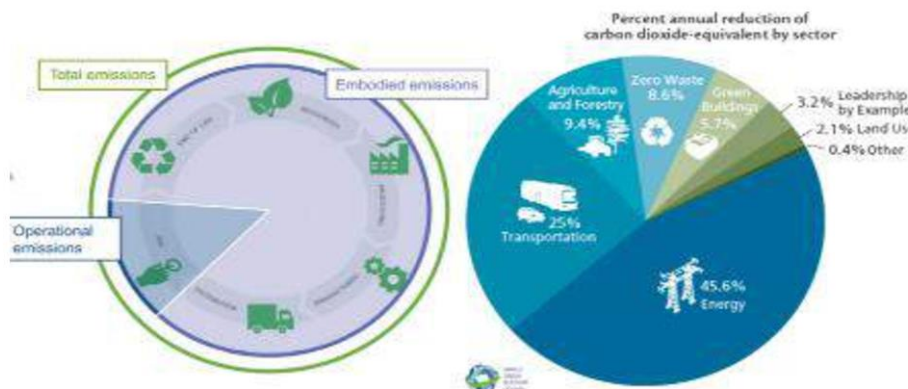 Total emissions
Embodied emissions
Operational
emissions
Percent annual reduction of
carbon dioxide-equivalent by sector
Agriculture
and Forestry
9.4%
Zero Waste
8.6%
Green
Buildings
5.7%
3.2% Leadership
by Example
2.1% Land Us
0.4% Other
25%
Transportation
45.6%
Energy